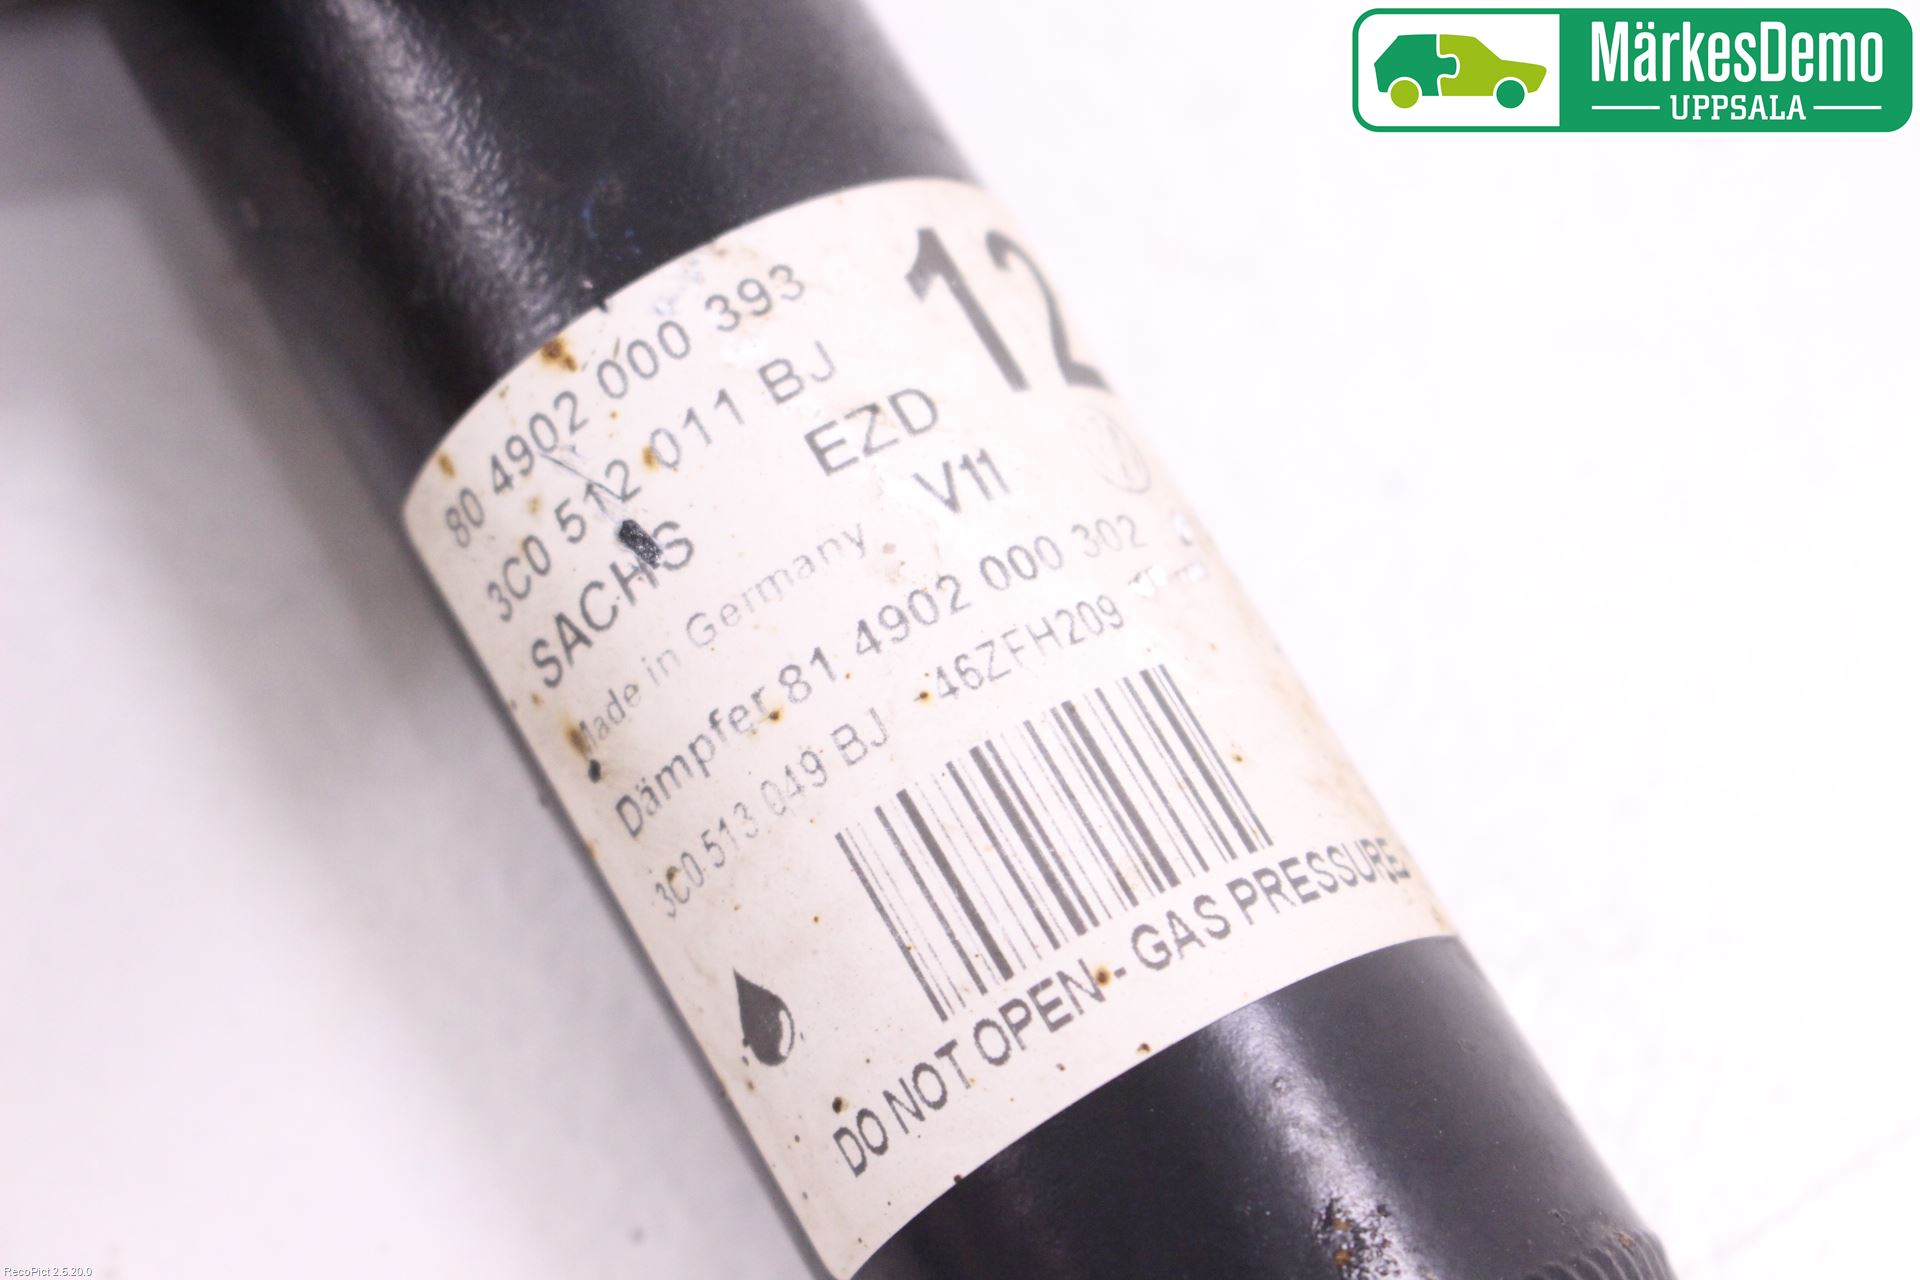 MärkesDemo
UPPSALA
80 4902 000 393
12
3C0 512 011 BJ
SACHS
EZD
V11
Made in Germany
Dämpfer 81 4902 000 302
3C0 513 049 BJ 46ZFH209
DO NOT OPEN - GAS PRESSURE
RecoPict 2.5.20.0